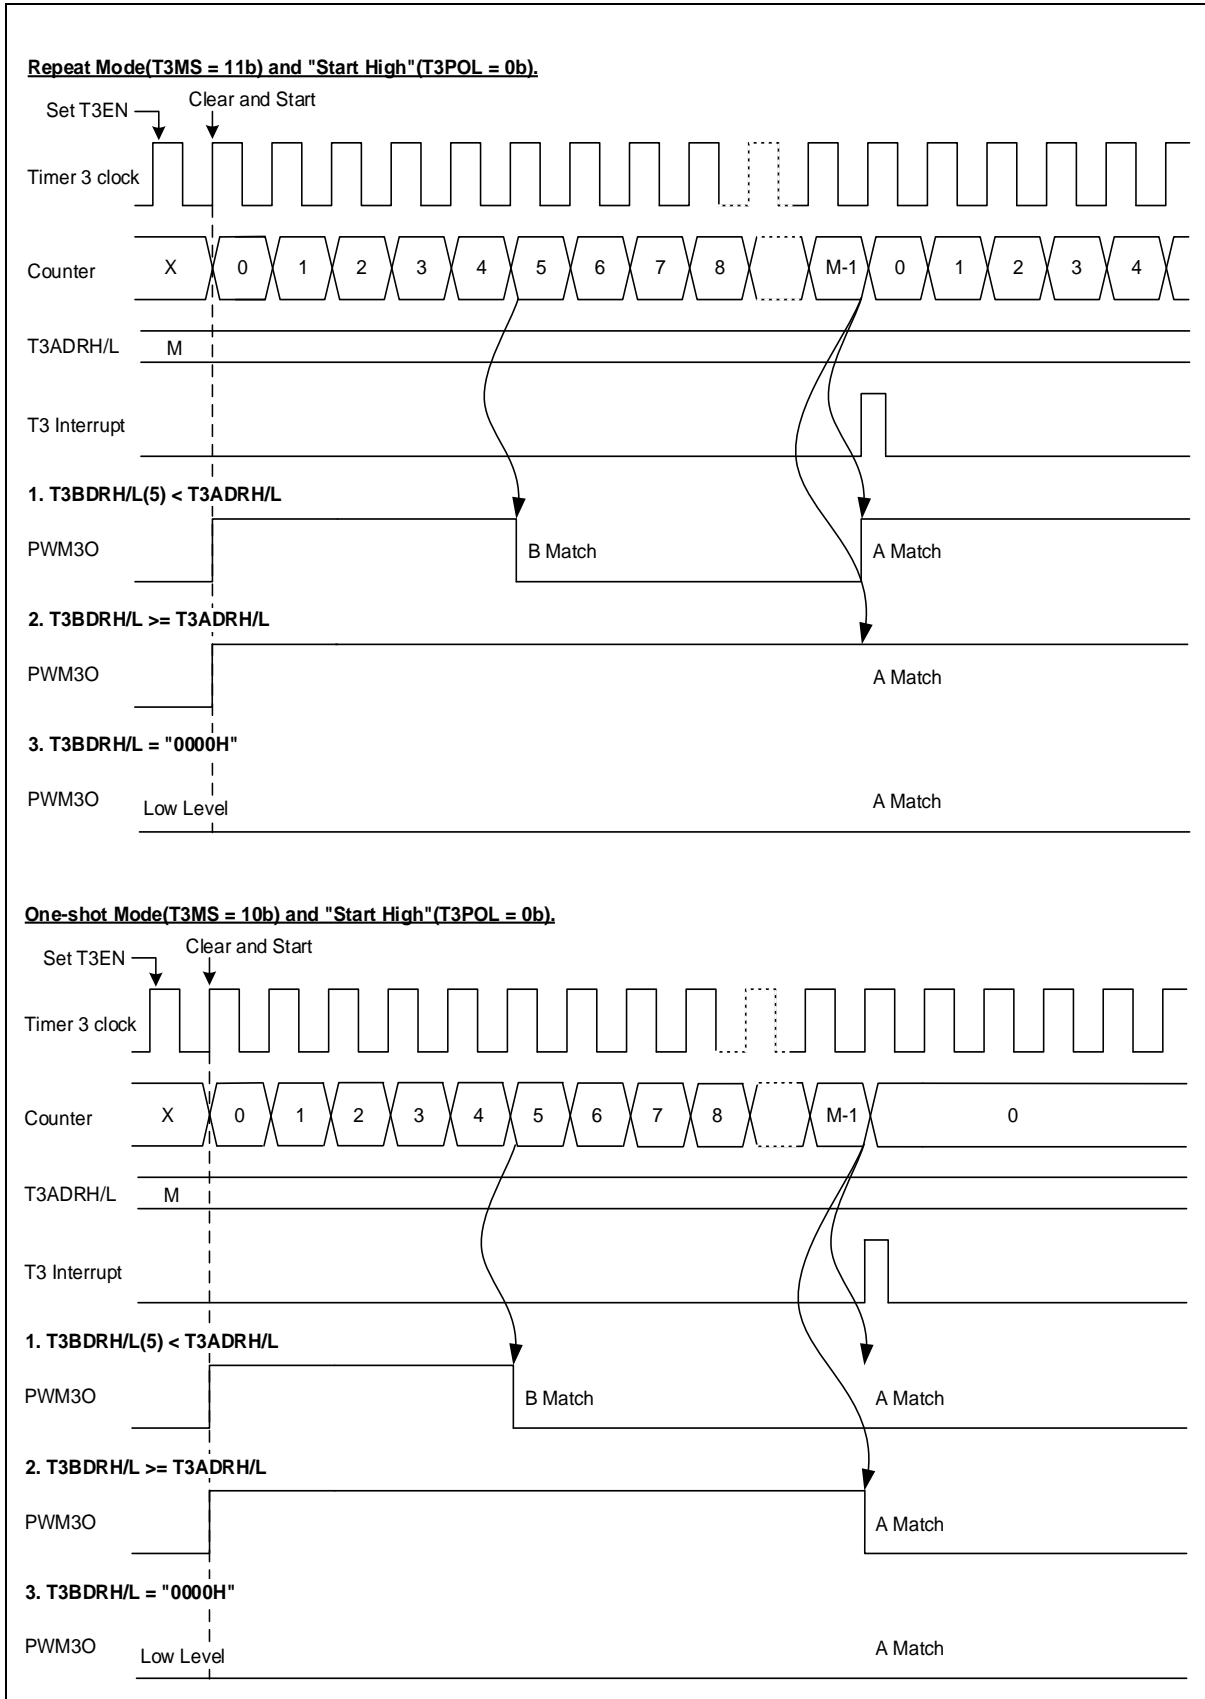 Repeat Mode(T3MS = 11b) and "Start High"(T3POL = 0b).
Set T3EN
Clear and Start
Timer 3 clock
Counter X 0 1 2 3 4 5 6 7 8 M-1 0 1 2 3 4
T3ADRH/L M
T3 Interrupt
1. T3BDRH/L(5) < T3ADRH/L
PWM3O B Match A Match
2. T3BDRH/L >= T3ADRH/L
PWM3O A Match
3. T3BDRH/L = "0000H"
PWM3O Low Level A Match
One-shot Mode(T3MS = 10b) and "Start High"(T3POL = 0b).
Set T3EN
Clear and Start
Timer 3 clock
Counter X 0 1 2 3 4 5 6 7 8 M-1 0
T3ADRH/L M
T3 Interrupt
1. T3BDRH/L(5) < T3ADRH/L
PWM3O B Match A Match
2. T3BDRH/L >= T3ADRH/L
PWM3O A Match
3. T3BDRH/L = "0000H"
PWM3O Low Level A Match